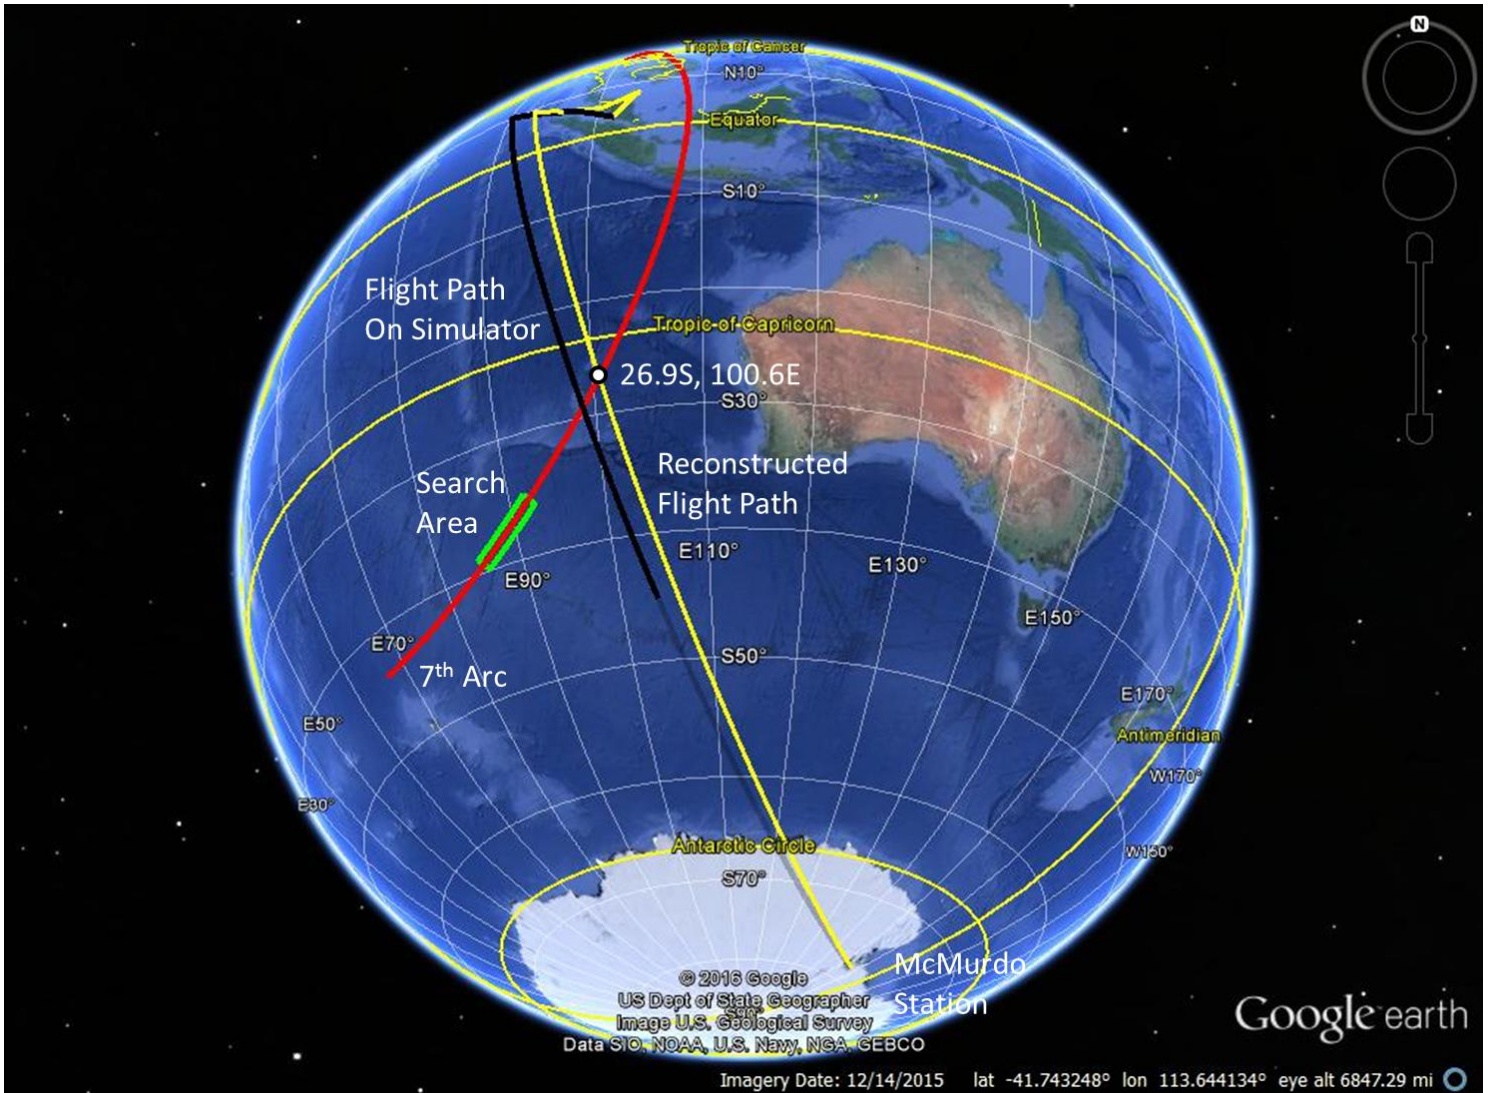 N
Tropic of Cancer
N10°
Equator
S10°
Flight Path
On Simulator
Tropic of Capricorn
26.9S, 100.6E
S30°
Reconstructed
Flight Path
Search
Area
E110°
E130°
E90°
E150°
E70°
S50°
7th Arc
E170°
E50°
Antimeridian
W170°
E30°
Antarctic Circle
W150°
S70°
McMurdo
Station
© 2016 Google
US Dept of State Geographer
Image U.S. Geological Survey
Data SIO, NOAA, U.S. Navy, NGA, GEBCO
Google earth
Imagery Date: 12/14/2015 lat -41.743248° lon 113.644134° eye alt 6847.29 mi